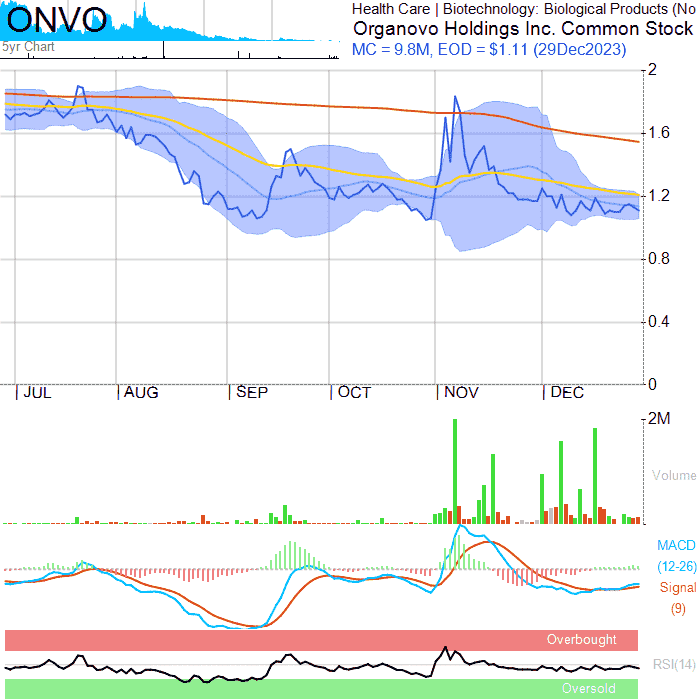 ONVO
5yr Chart
Health Care | Biotechnology: Biological Products (No
Organovo Holdings Inc. Common Stock
MC = 9.8M, EOD = $1.11 (29Dec2023)
2
1.6
1.2
0.8
0.4
0
JUL AUG SEP OCT NOV DEC
2M
Volume
MACD
(12-26)
Signal
(9)
Overbought
RSI(14)
Oversold